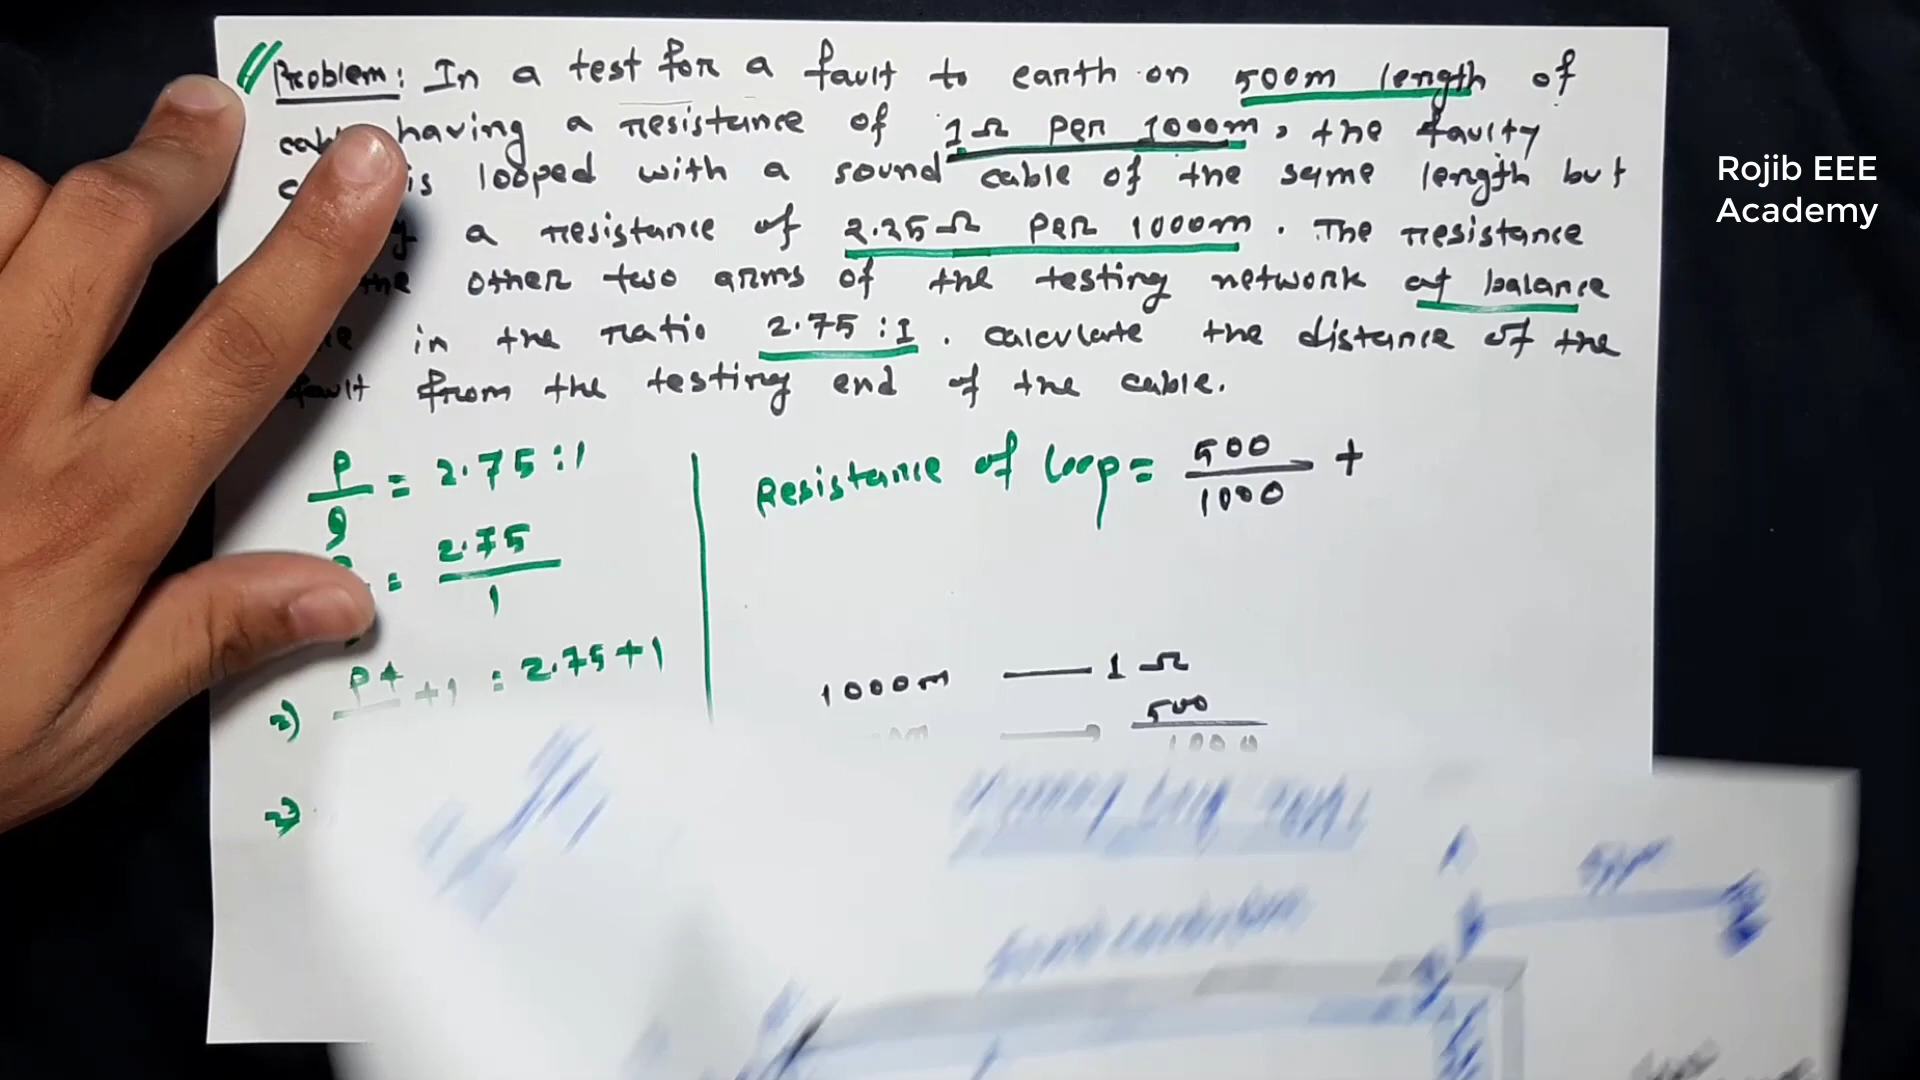 Problem: In a test for a fault to earth on 500m length of
having a resistance of 1Ω per 1000m, the faulty
is looped with a sound cable of the same length but
a resistance of 2.25Ω per 1000m. The resistance
the other two arms of the testing network at balance
in the ratio 2.75:1. calculate the distance of the
fault from the testing end of the cable.
P/Q = 2.75:1
= 2.75/1
+1 = 2.75+1
Resistance of loop = 500/1000 +
1000m — 1Ω
500/1000
Rojib EEE
Academy